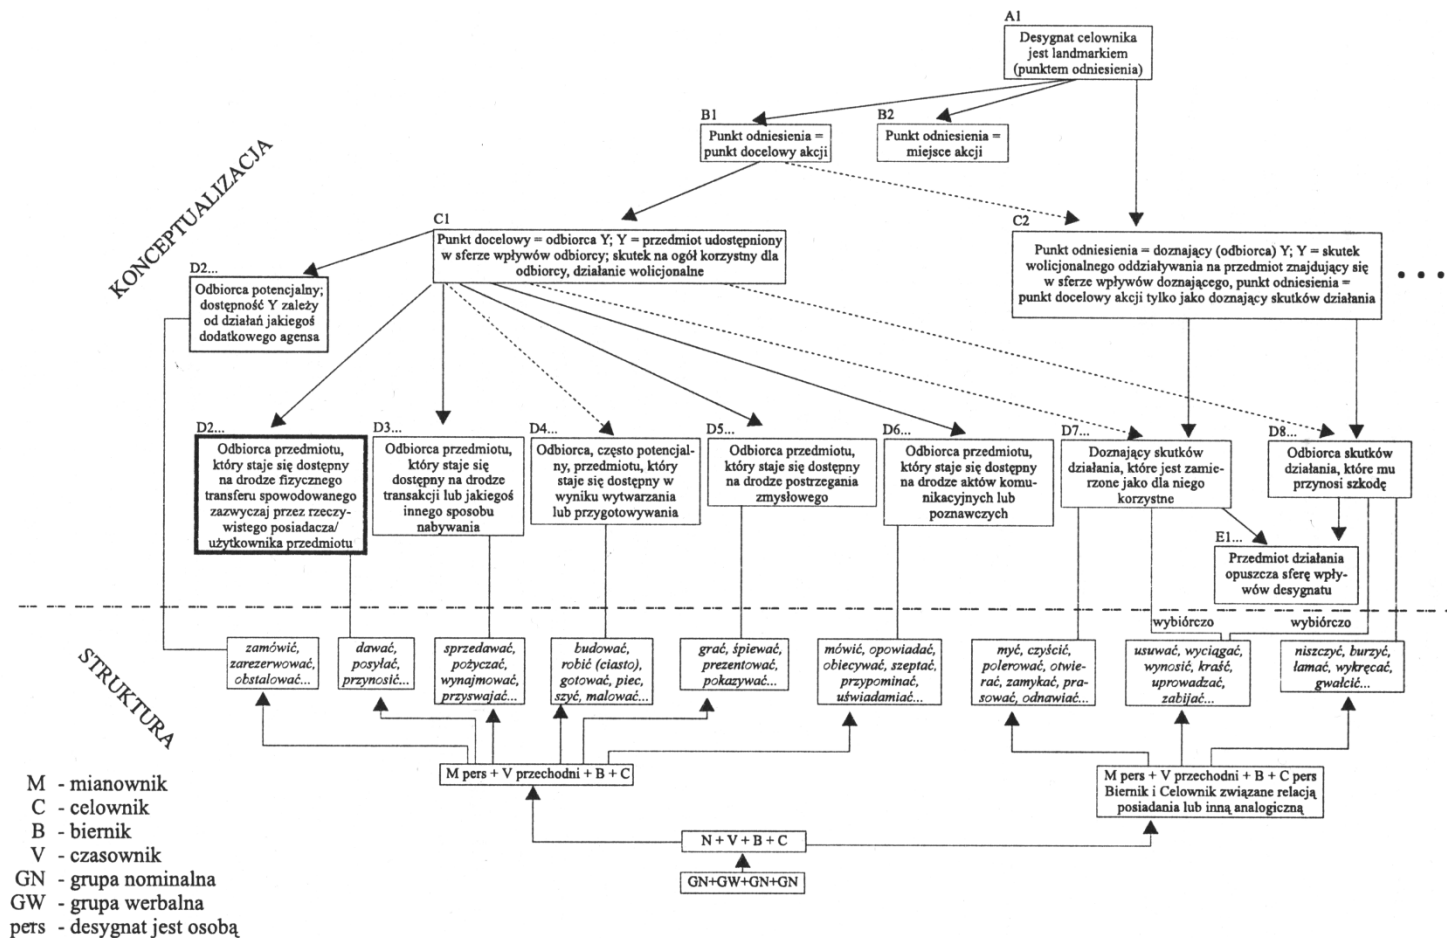 A1
Desygnat celownika
jest landmarkiem
(punktem odniesienia)
B1
Punkt odniesienia =
punkt docelowy akcji
B2
Punkt odniesienia =
miejsce akcji
KONCEPTUALIZACJA
C1
Punkt docelowy = odbiorca Y; Y = przedmiot udostępniony
w sferze wpływów odbiorcy; skutek na ogół korzystny dla
odbiorcy, działanie wolicjonalne
C2
Punkt odniesienia = doznający (odbiorca) Y; Y = skutek
wolicjonalnego oddziaływania na przedmiot znajdujący się
w sferze wpływów doznającego, punkt odniesienia =
punkt docelowy akcji tylko jako doznający skutków działania
D2...
Odbiorca potencjalny;
dostępność Y zależy
od działań jakiegoś
dodatkowego agensa
D2...
Odbiorca przedmiotu,
który staje się dostępny
na drodze fizycznego
transferu spowodowanego
zazwyczaj przez rzeczy-
wistego posiadacza/
użytkownika przedmiotu
D3...
Odbiorca przedmiotu,
który staje się
dostępny na drodze
transakcji lub jakiegoś
innego sposobu
nabywania
D4...
Odbiorca, często potencjal-
ny, przedmiotu, który
staje się dostępny w
wyniku wytwarzania
lub przygotowywania
D5...
Odbiorca przedmiotu,
który staje się dostępny
na drodze postrzegania
zmysłowego
D6...
Odbiorca przedmiotu,
który staje się dostępny
na drodze aktów komu-
nikacyjnych lub
poznawczych
D7...
Doznający skutków
działania, które jest zamie-
rzone jako dla niego
korzystne
D8...
Odbiorca skutków
działania, które mu
przynosi szkodę
E1...
Przedmiot działania
opuszcza sferę wpły-
wów desygnatu
wybiórczo
wybiórczo
STRUKTURA
zamówić,
zarezerwować,
obstalować...
dawać,
posyłać,
przynosić...
sprzedawać,
pożyczać,
wynajmować,
przyswajać...
budować,
robić (ciasto),
gotować, piec,
szyć, malować...
grać, śpiewać,
prezentować,
pokazywać...
mówić, opowiadać,
obiecywać, szeptać,
przypominać,
uświadamiać...
myć, czyścić,
polerować, otwie-
rać, zamykać, pra-
sować, odnawiać...
usuwać, wyciągać,
wynosić, kraść,
uprowadzać,
zabijać...
niszczyć, burzyć,
łamać, wykręcać,
gwałcić...
M pers + V przechodni + B + C
M pers + V przechodni + B + C pers
Biernik i Celownik związane relacją
posiadania lub inną analogiczną
N + V + B + C
GN+GW+GN+GN
M - mianownik
C - celownik
B - biernik
V - czasownik
GN - grupa nominalna
GW - grupa werbalna
pers - desygnat jest osobą